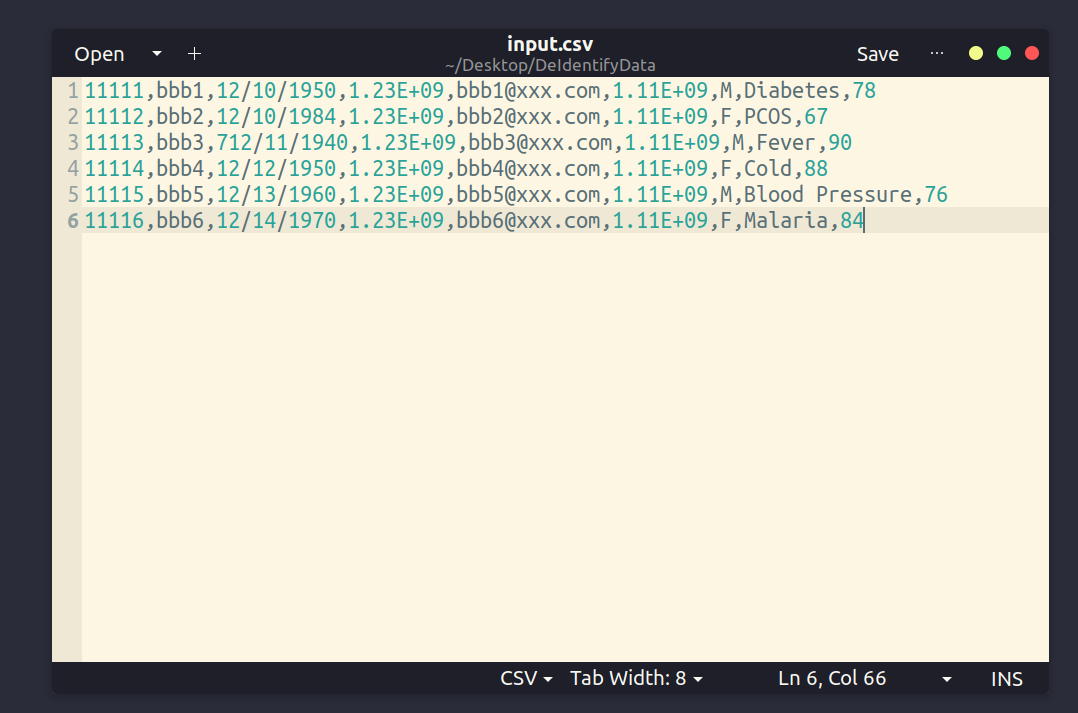 Open
input.csv
~/Desktop/DeIdentifyData
Save
1 11111,bbb1,12/10/1950,1.23E+09,bbb1@xxx.com,1.11E+09,M,Diabetes,78
2 11112,bbb2,12/10/1984,1.23E+09,bbb2@xxx.com,1.11E+09,F,PCOS,67
3 11113,bbb3,712/11/1940,1.23E+09,bbb3@xxx.com,1.11E+09,M,Fever,90
4 11114,bbb4,12/12/1950,1.23E+09,bbb4@xxx.com,1.11E+09,F,Cold,88
5 11115,bbb5,12/13/1960,1.23E+09,bbb5@xxx.com,1.11E+09,M,Blood Pressure,76
6 11116,bbb6,12/14/1970,1.23E+09,bbb6@xxx.com,1.11E+09,F,Malaria,84
CSV Tab Width: 8 Ln 6, Col 66 INS